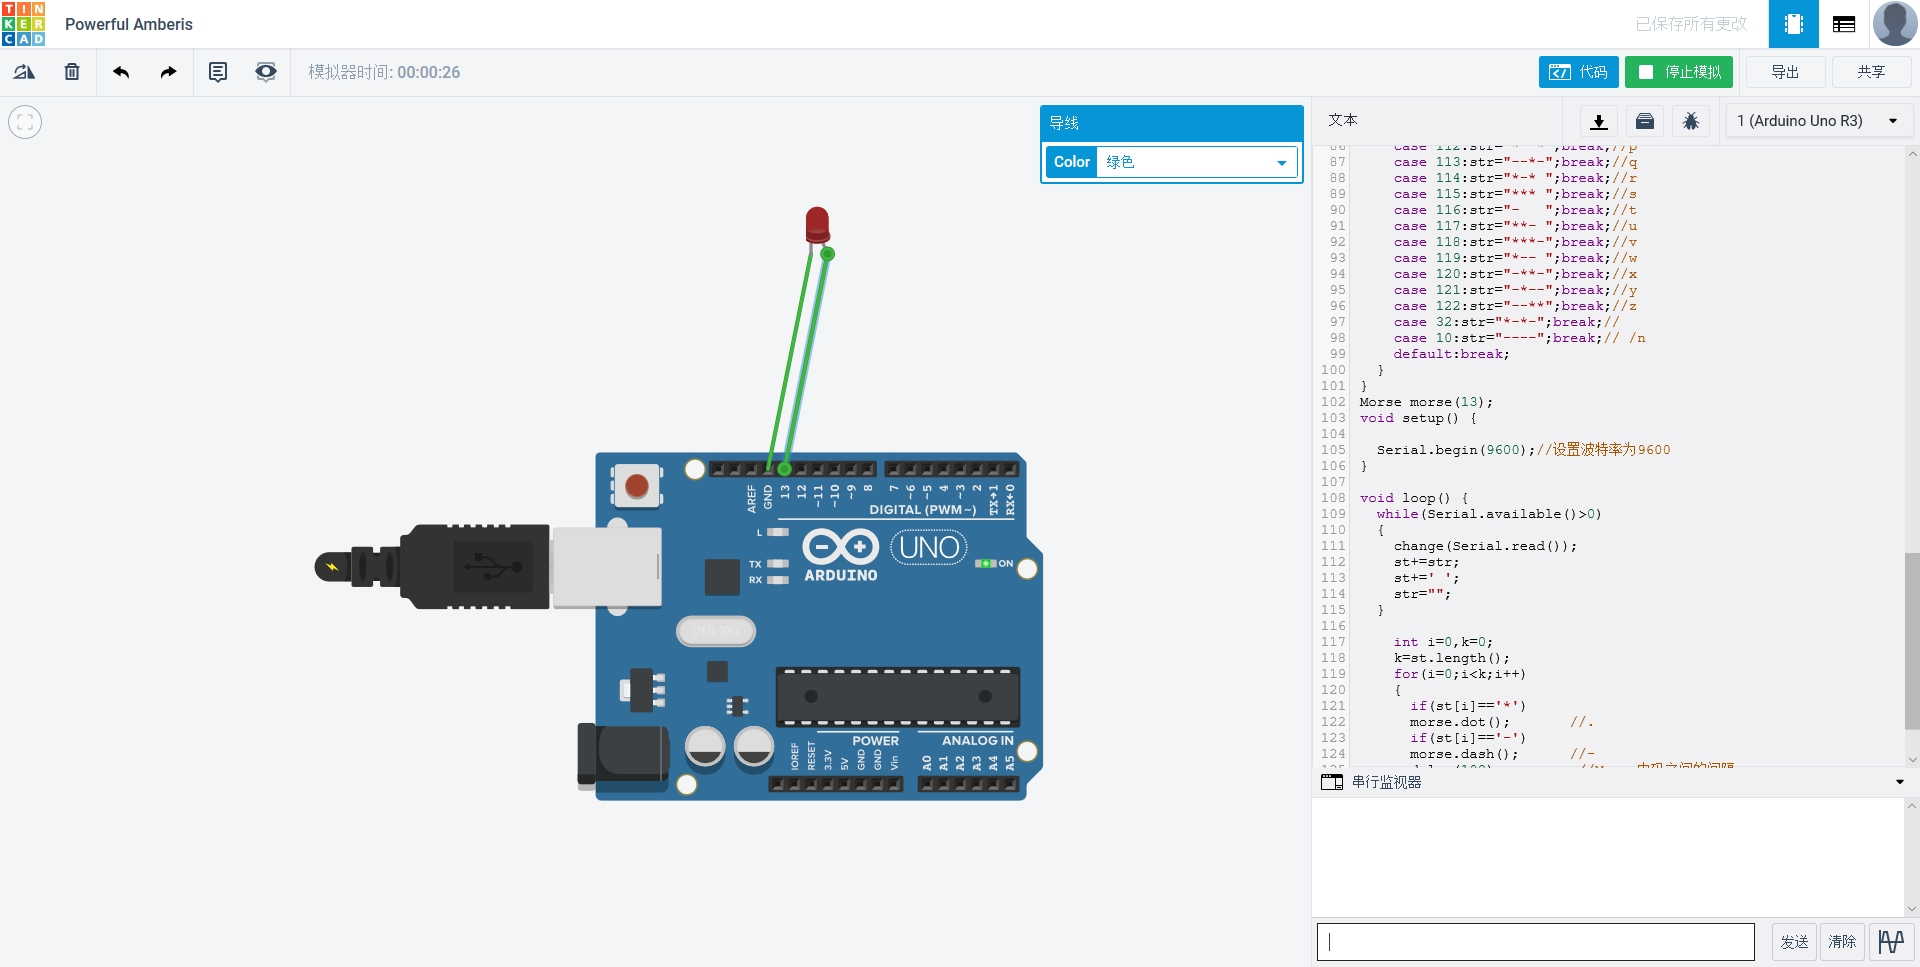 TIN
KER
CAD
Powerful Amberis
已保存所有更改
模拟器时间: 00:00:26
代码
停止模拟
导出
共享
导线
Color 绿色
文本
1 (Arduino Uno R3)
87 case 113:str="--*-";break;//q
88 case 114:str="*-* ";break;//r
89 case 115:str="*** ";break;//s
90 case 116:str="-   ";break;//t
91 case 117:str="**- ";break;//u
92 case 118:str="***-";break;//v
93 case 119:str="*-- ";break;//w
94 case 120:str="-**-";break;//x
95 case 121:str="-*--";break;//y
96 case 122:str="--**";break;//z
97 case 32:str="*-*-";break;//
98 case 10:str="----";break;// /n
99 default:break;
100 }
101 }
102 Morse morse(13);
103 void setup() {
104
105 Serial.begin(9600);//设置波特率为9600
106 }
107
108 void loop() {
109 while(Serial.available()>0)
110 {
111 change(Serial.read());
112 st+=str;
113 st+=' ';
114 str="";
115 }
116
117 int i=0,k=0;
118 k=st.length();
119 for(i=0;i<k;i++)
120 {
121 if(st[i]=='*')
122 morse.dot(); //.
123 if(st[i]=='-')
124 morse.dash(); //-
串行监视器
发送
清除
AREF
GND
13
12
~11
~10
~9
8
7
~6
~5
4
~3
2
TX→1
RX←0
DIGITAL (PWM~)
L
TX
RX
ARDUINO
UNO
ON
SPK16.000G
IOREF
RESET
3.3V
5V
GND
GND
Vin
POWER
ANALOG IN
A0
A1
A2
A3
A4
A5